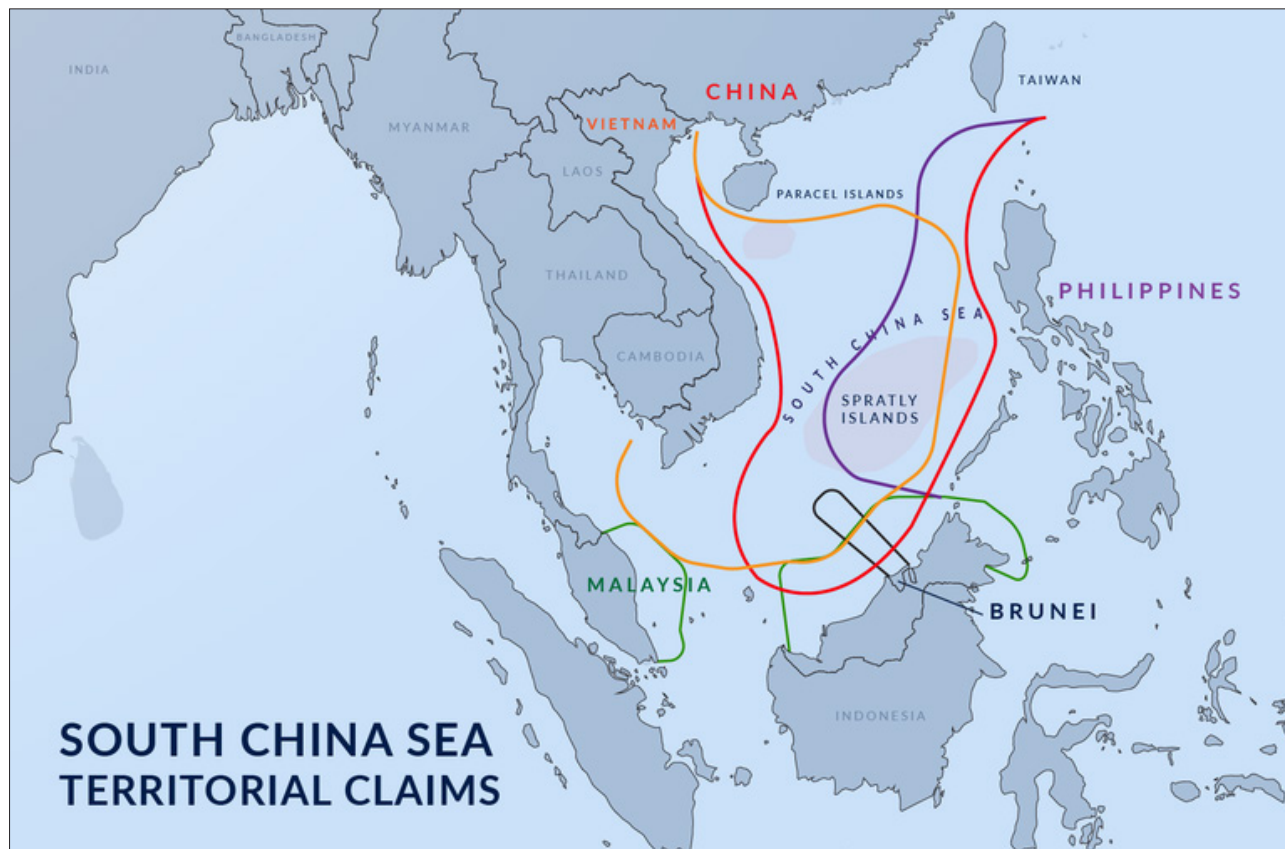 BANGLADESH
INDIA
TAIWAN
CHINA
MYANMAR
VIETNAM
LAOS
PARACEL ISLANDS
THAILAND
PHILIPPINES
SOUTH CHINA SEA
CAMBODIA
SPRATLY
ISLANDS
MALAYSIA
BRUNEI
INDONESIA
SOUTH CHINA SEA
TERRITORIAL CLAIMS